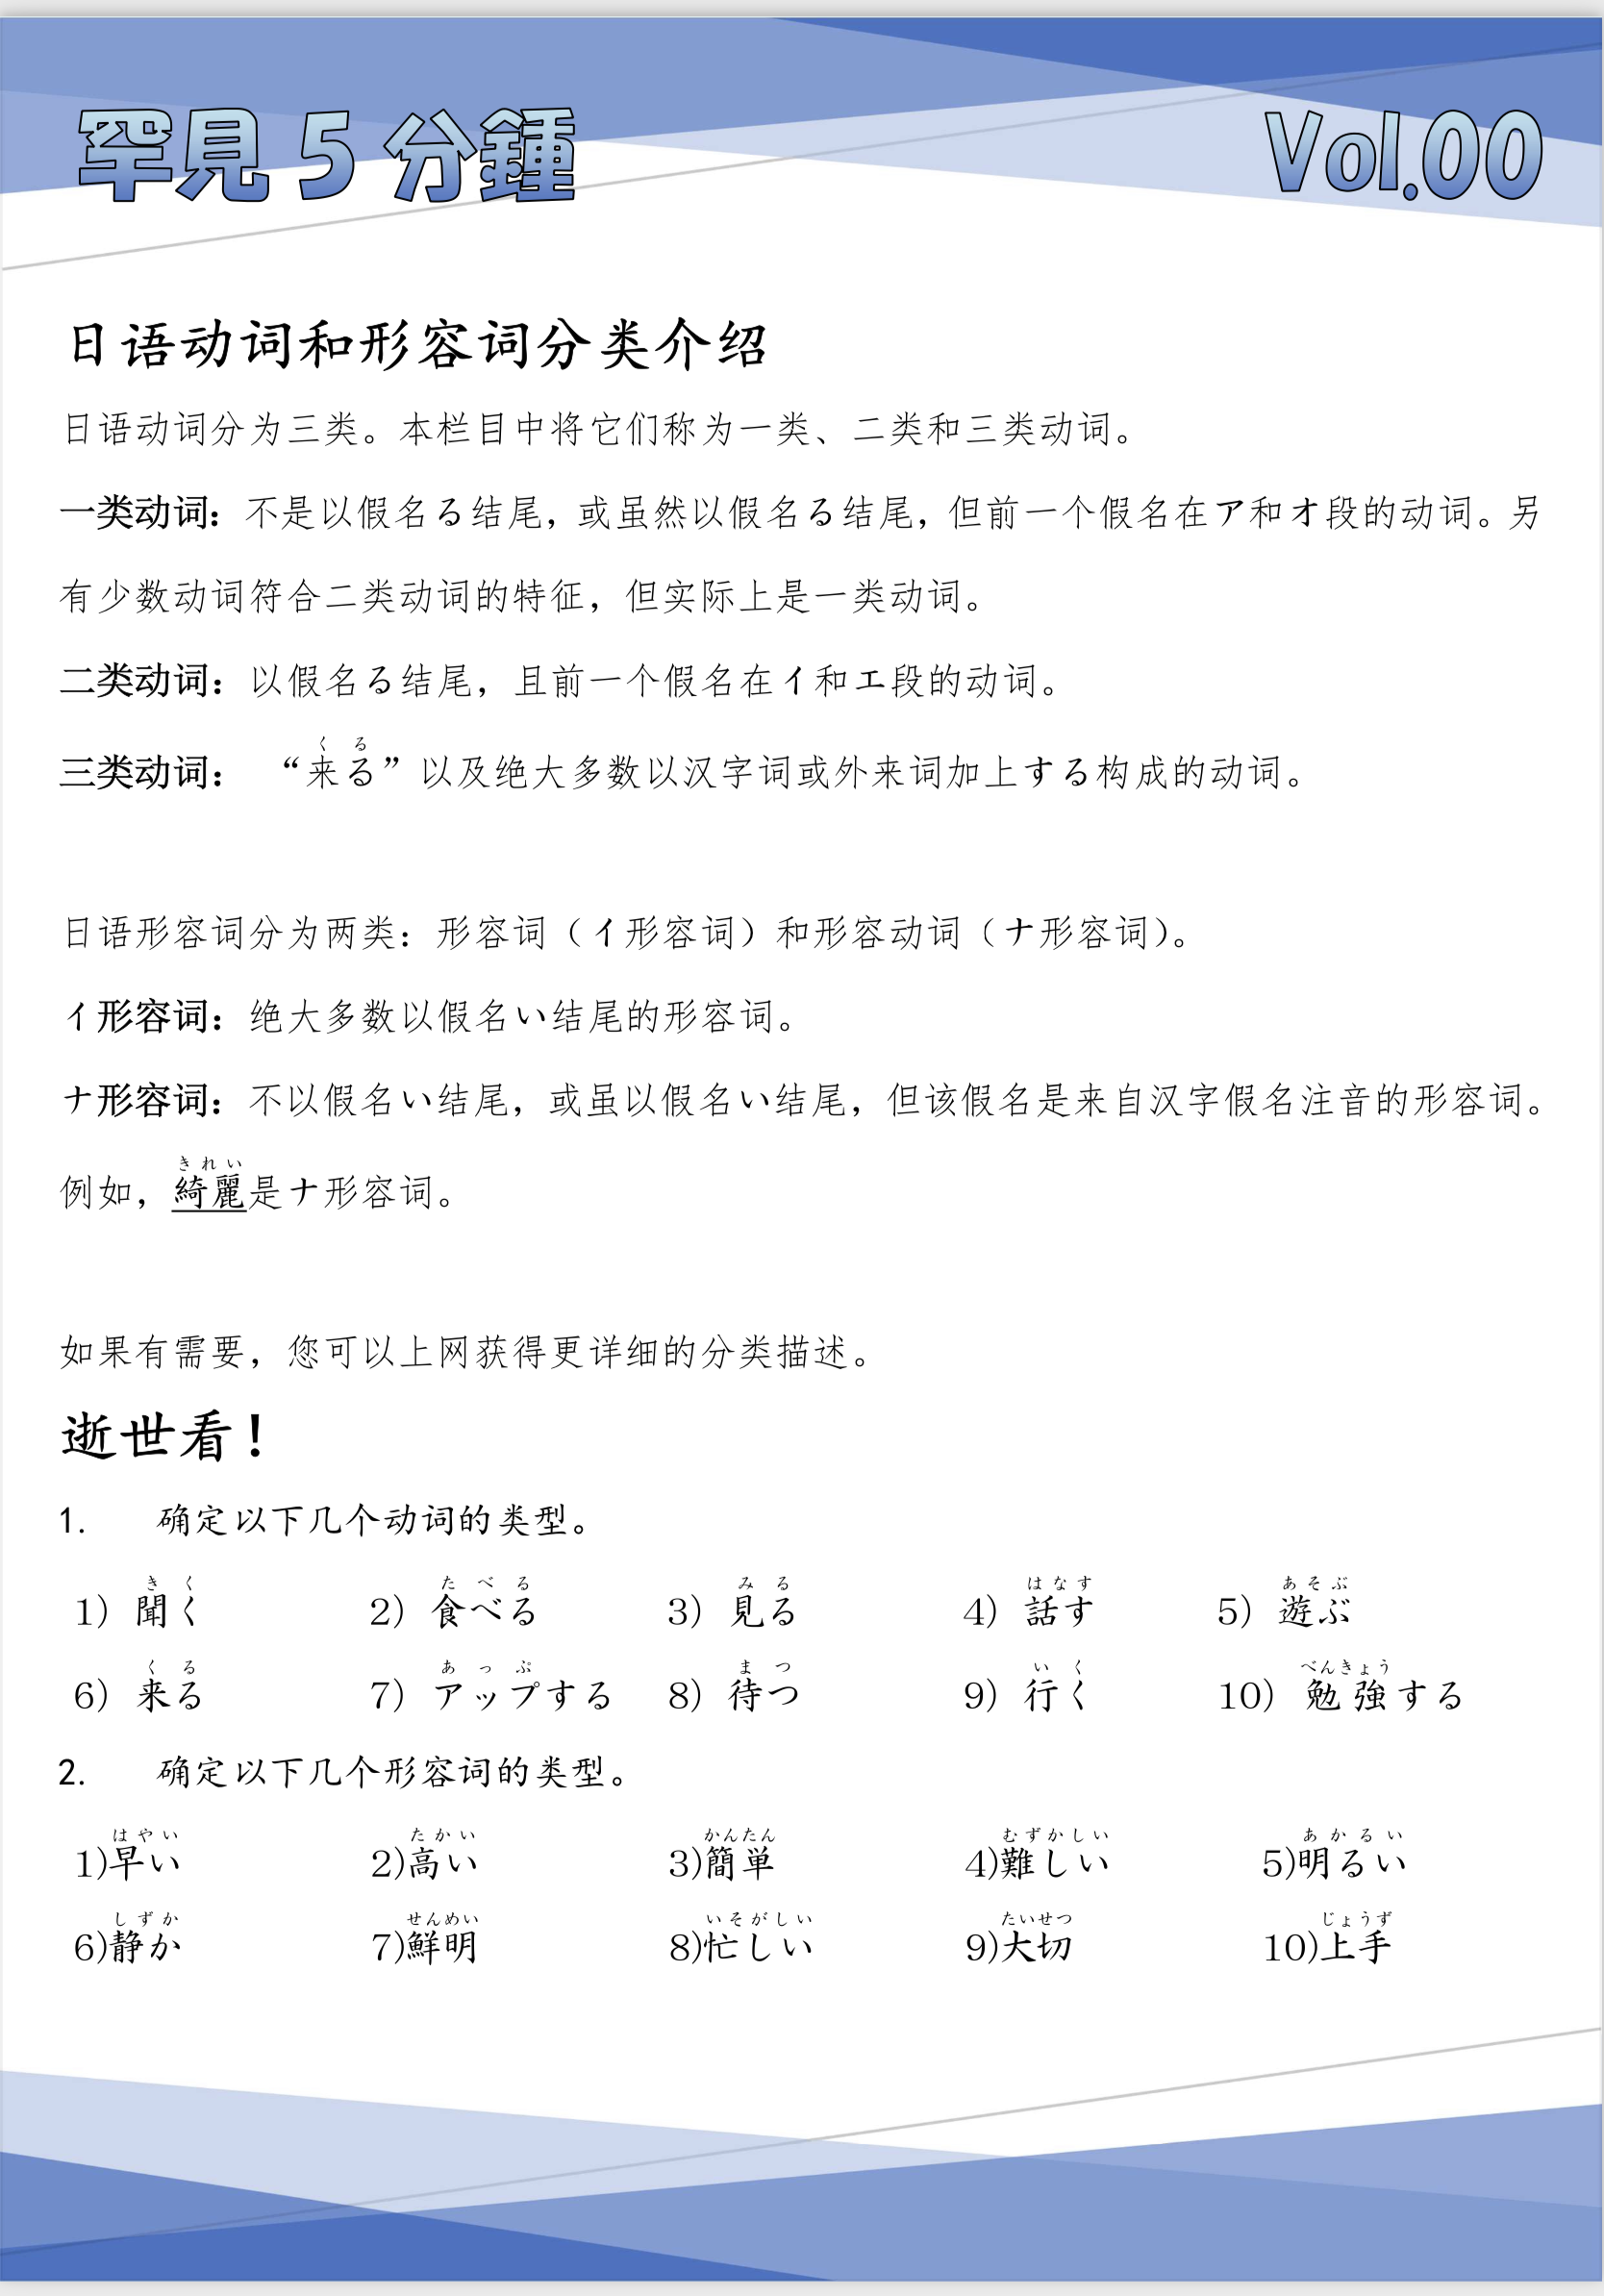 罕見５分鍾 Vol.00
日语动词和形容词分类介绍
日语动词分为三类。本栏目中将它们称为一类、二类和三类动词。
一类动词：不是以假名る结尾，或虽然以假名る结尾，但前一个假名在ア和オ段的动词。另
有少数动词符合二类动词的特征，但实际上是一类动词。
二类动词：以假名る结尾，且前一个假名在イ和エ段的动词。
くる
三类动词：“来る”以及绝大多数以汉字词或外来词加上する构成的动词。
日语形容词分为两类：形容词（イ形容词）和形容动词（ナ形容词）。
イ形容词：绝大多数以假名い结尾的形容词。
ナ形容词：不以假名い结尾，或虽以假名い结尾，但该假名是来自汉字假名注音的形容词。
きれい
例如，綺麗是ナ形容词。
如果有需要，您可以上网获得更详细的分类描述。
逝世看！
1. 确定以下几个动词的类型。
きく たべる みる はなす あそぶ
1) 聞く 2) 食べる 3) 見る 4) 話す 5) 遊ぶ
くる あっぷ まつ いく べんきょう
6) 来る 7) アップする 8) 待つ 9) 行く 10) 勉強する
2. 确定以下几个形容词的类型。
はやい たかい かんたん むずかしい あかるい
1)早い 2)高い 3)簡単 4)難しい 5)明るい
しずか せんめい いそがしい たいせつ じょうず
6)静か 7)鮮明 8)忙しい 9)大切 10)上手